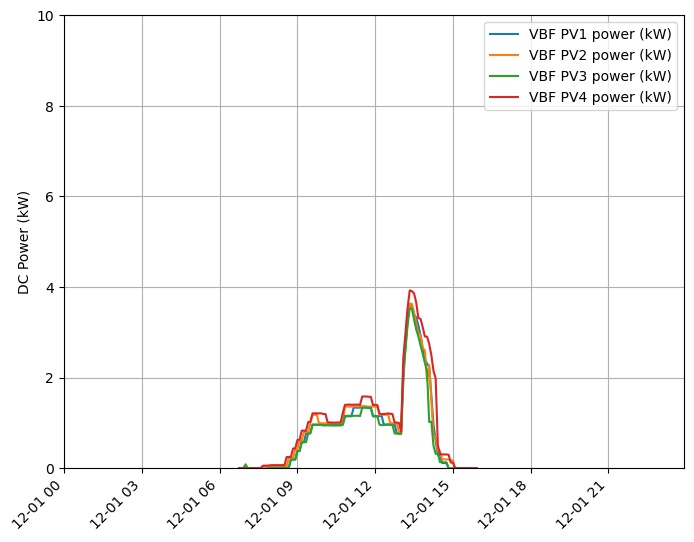 10
8
6
4
2
0
DC Power (kW)
VBF PV1 power (kW)
VBF PV2 power (kW)
VBF PV3 power (kW)
VBF PV4 power (kW)
12-01 00
12-01 03
12-01 06
12-01 09
12-01 12
12-01 15
12-01 18
12-01 21